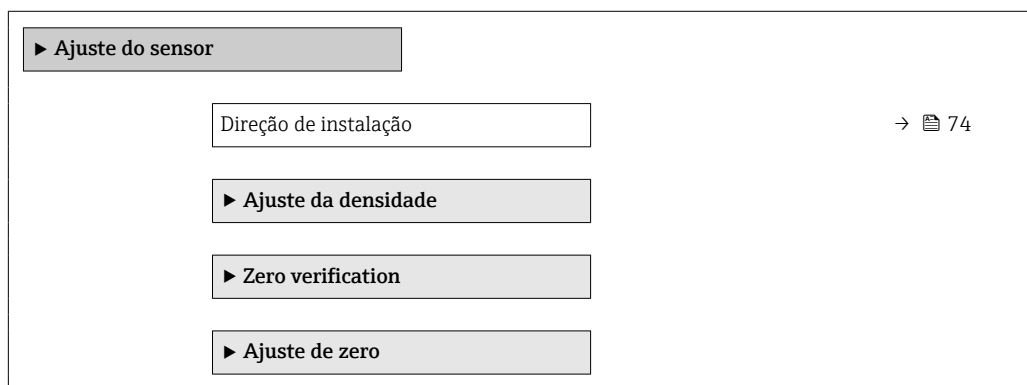 ▶ Ajuste do sensor
Direção de instalação → 74
▶ Ajuste da densidade
▶ Zero verification
▶ Ajuste de zero